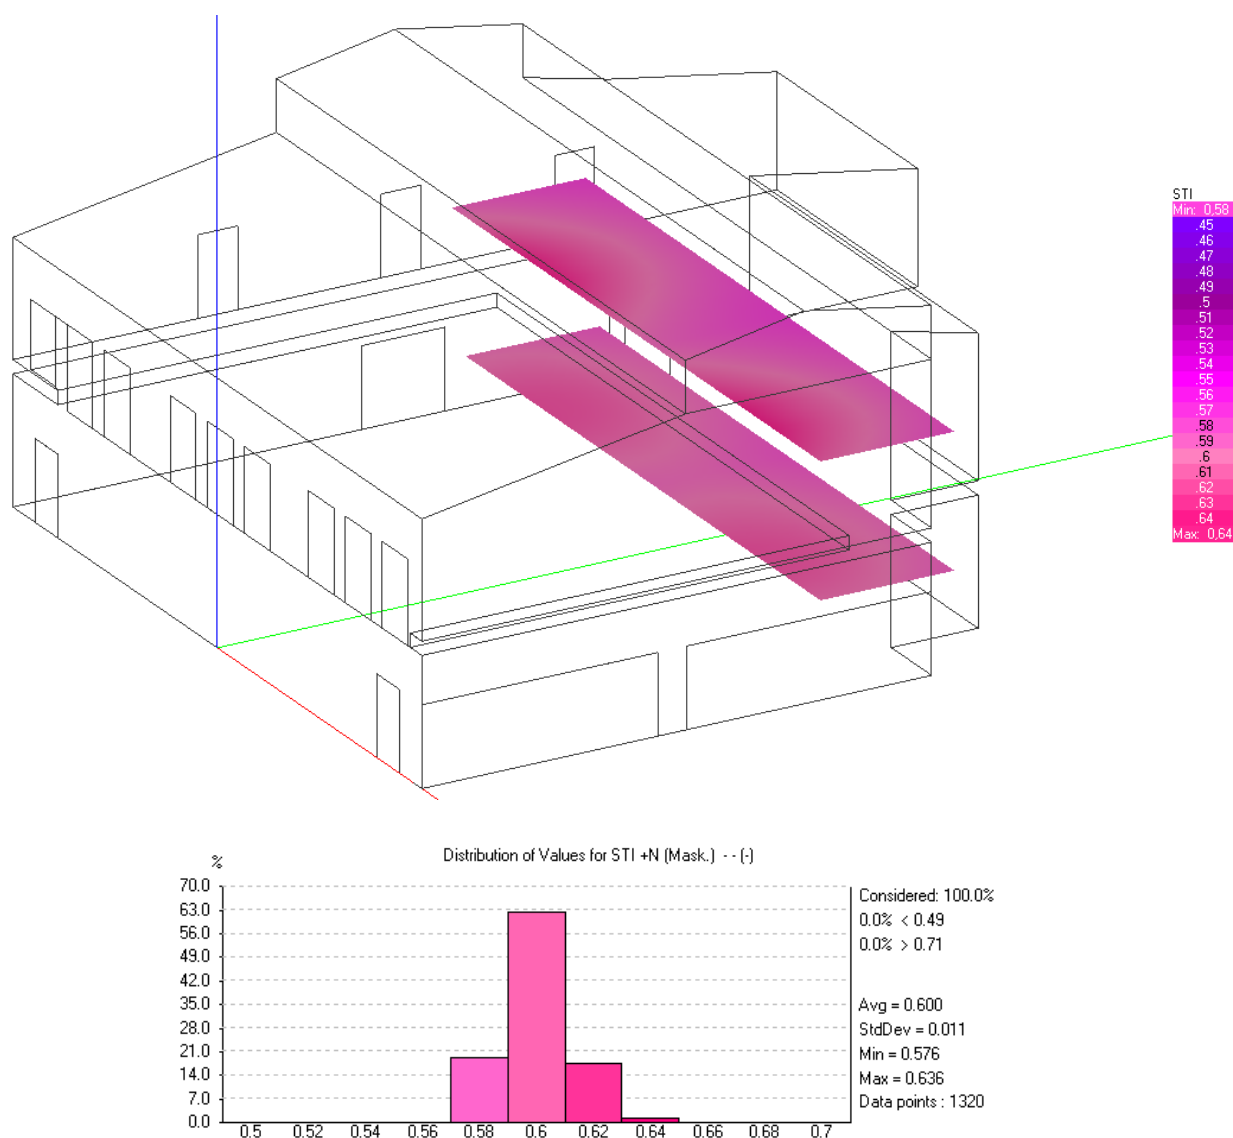 STI
Min: 0,58
.45
.46
.47
.48
.49
.5
.51
.52
.53
.54
.55
.56
.57
.58
.59
.6
.61
.62
.63
.64
Max: 0,64
% Distribution of Values for STI +N (Mask.) - - (-)
70.0
63.0
56.0
49.0
42.0
35.0
28.0
21.0
14.0
7.0
0.0
0.5 0.52 0.54 0.56 0.58 0.6 0.62 0.64 0.66 0.68 0.7
Considered: 100.0%
0.0% < 0.49
0.0% > 0.71
Avg = 0.600
StdDev = 0.011
Min = 0.576
Max = 0.636
Data points : 1320